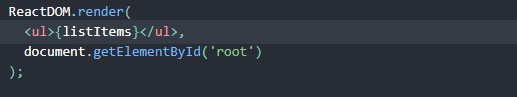 ReactDOM.render(
  <ul>{listItems}</ul>,
  document.getElementById('root')
);